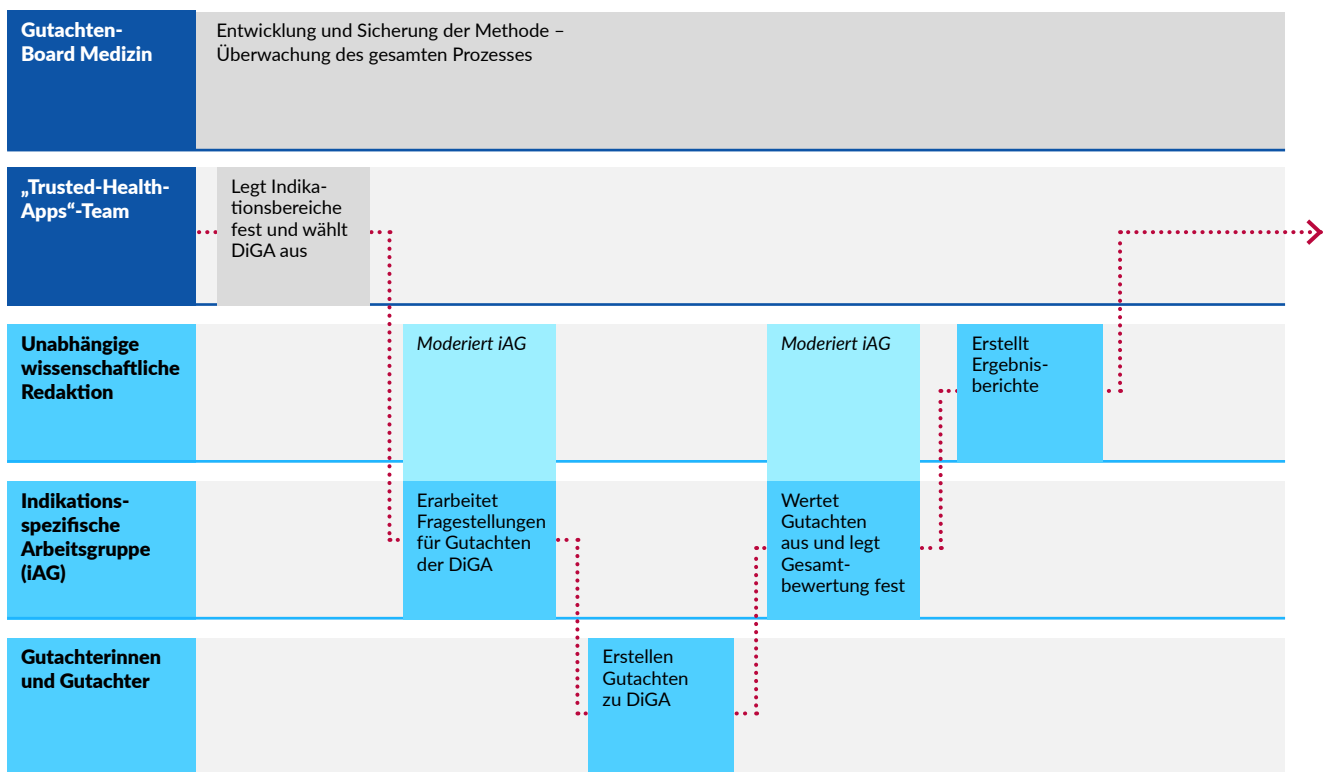 Gutachten-
Board Medizin
Entwicklung und Sicherung der Methode –
Überwachung des gesamten Prozesses
„Trusted-Health-
Apps“-Team
Legt Indika-
tionsbereiche
fest und wählt
DiGA aus
Unabhängige
wissenschaftliche
Redaktion
Moderiert iAG
Moderiert iAG
Erstellt
Ergebnis-
berichte
Indikations-
spezifische
Arbeitsgruppe
(iAG)
Erarbeitet
Fragestellungen
für Gutachten
der DiGA
Wertet
Gutachten
aus und legt
Gesamt-
bewertung fest
Gutachterinnen
und Gutachter
Erstellen
Gutachten
zu DiGA